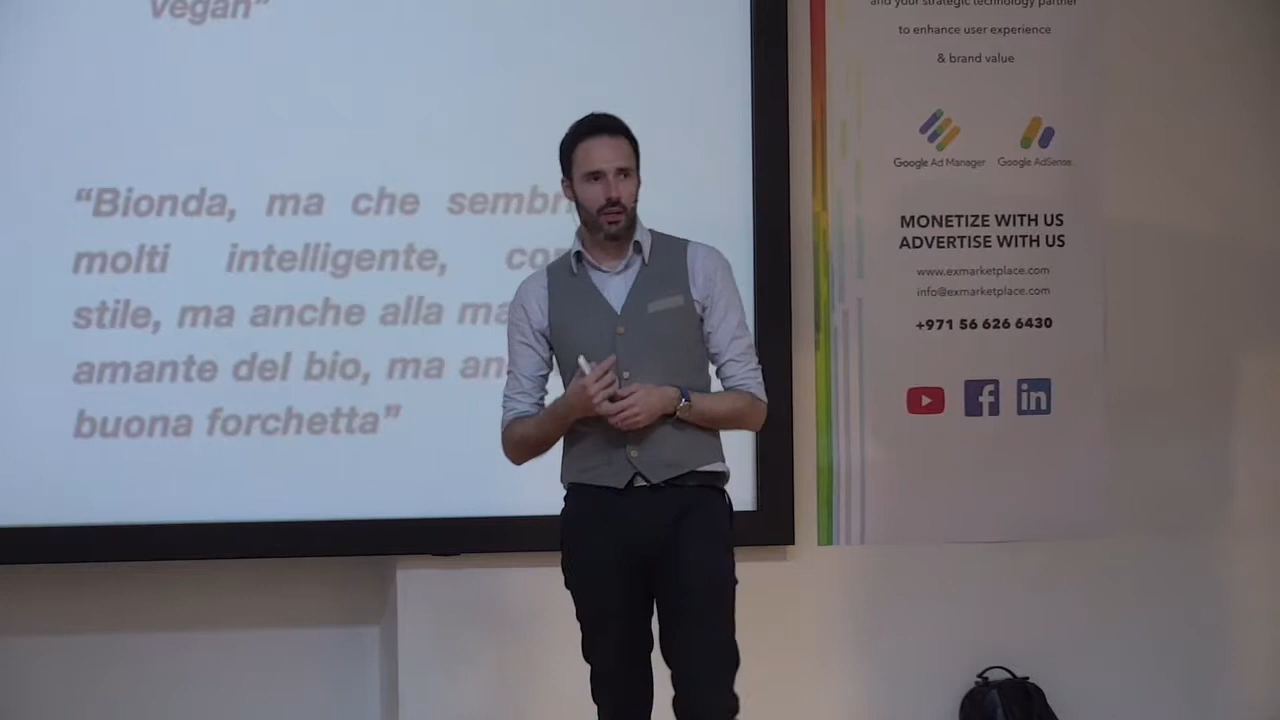 vegan”
“Bionda, ma che sembr
molti intelligente, con
stile, ma anche alla ma
amante del bio, ma an
buona forchetta”
and your strategic technology partner
to enhance user experience
& brand value
Google Ad Manager Google AdSense
MONETIZE WITH US
ADVERTISE WITH US
www.exmarketplace.com
info@exmarketplace.com
+971 56 626 6430